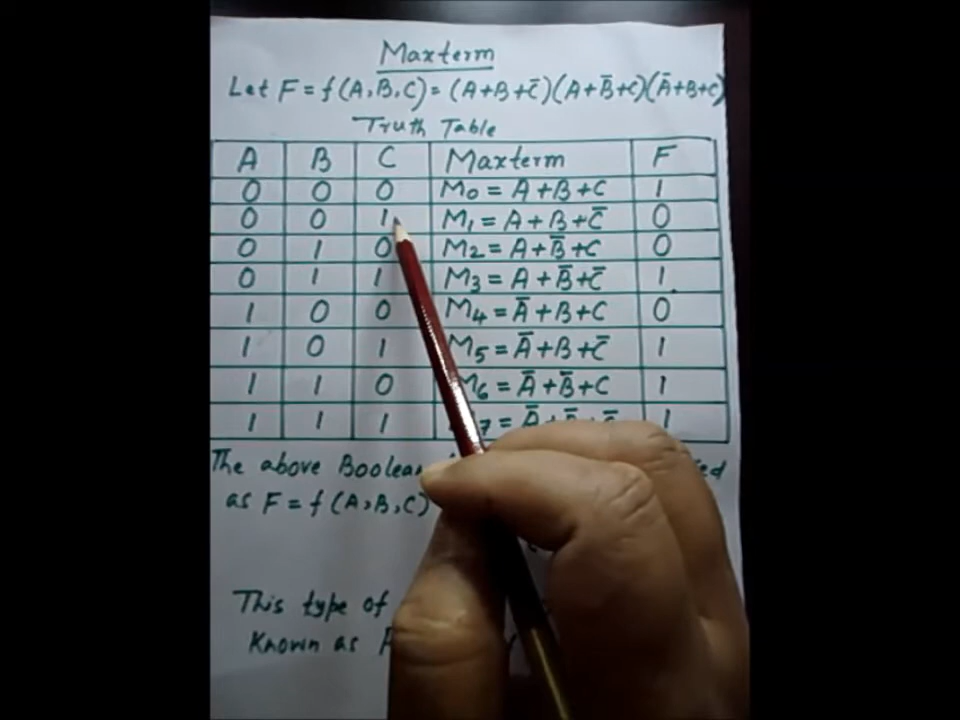 Maxterm
Let F = f(A,B,C) = (A+B+C̄)(A+B̄+C)(Ā+B+C)
Truth Table
A B C Maxterm F
0 0 0 M0 = A+B+C 1
0 0 1 M1 = A+B+C̄ 0
0 1 0 M2 = A+B̄+C 0
0 1 1 M3 = A+B̄+C̄ 1
1 0 0 M4 = Ā+B+C 0
1 0 1 M5 = Ā+B+C̄ 1
1 1 0 M6 = Ā+B̄+C 1
1 1 1 7 = Ā+B̄+C̄ 1
The above Boolean
as F = f(A,B,C)
This type of
Known as